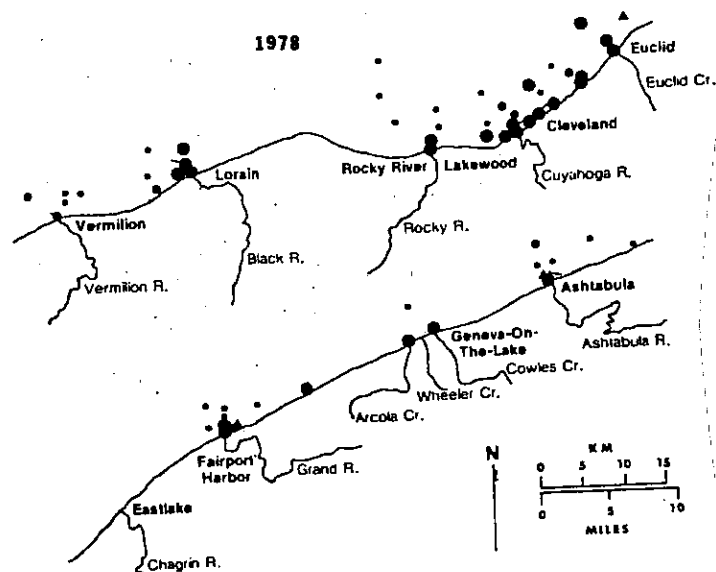 1978
Euclid
Euclid Cr.
Cleveland
Rocky River
Lakewood
Cuyahoga R.
Lorain
Rocky R.
Black R.
Vermilion
Vermilion R.
Ashtabula
Ashtabula R.
Geneva-On-
The-Lake
Cowles Cr.
Wheeler Cr.
Arcola Cr.
Fairport
Harbor
Grand R.
Eastlake
Chagrin R.
N
KM
0 5 10 15
0 5 10
MILES